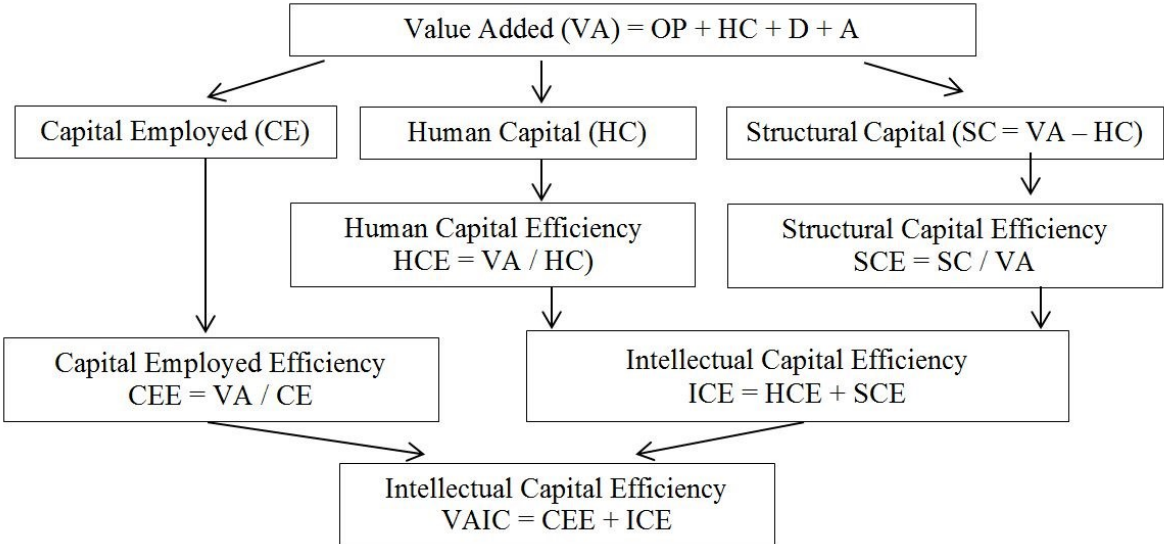 Value Added (VA) = OP + HC + D + A
Capital Employed (CE)
Human Capital (HC)
Structural Capital (SC = VA – HC)
Human Capital Efficiency
HCE = VA / HC)
Structural Capital Efficiency
SCE = SC / VA
Capital Employed Efficiency
CEE = VA / CE
Intellectual Capital Efficiency
ICE = HCE + SCE
Intellectual Capital Efficiency
VAIC = CEE + ICE